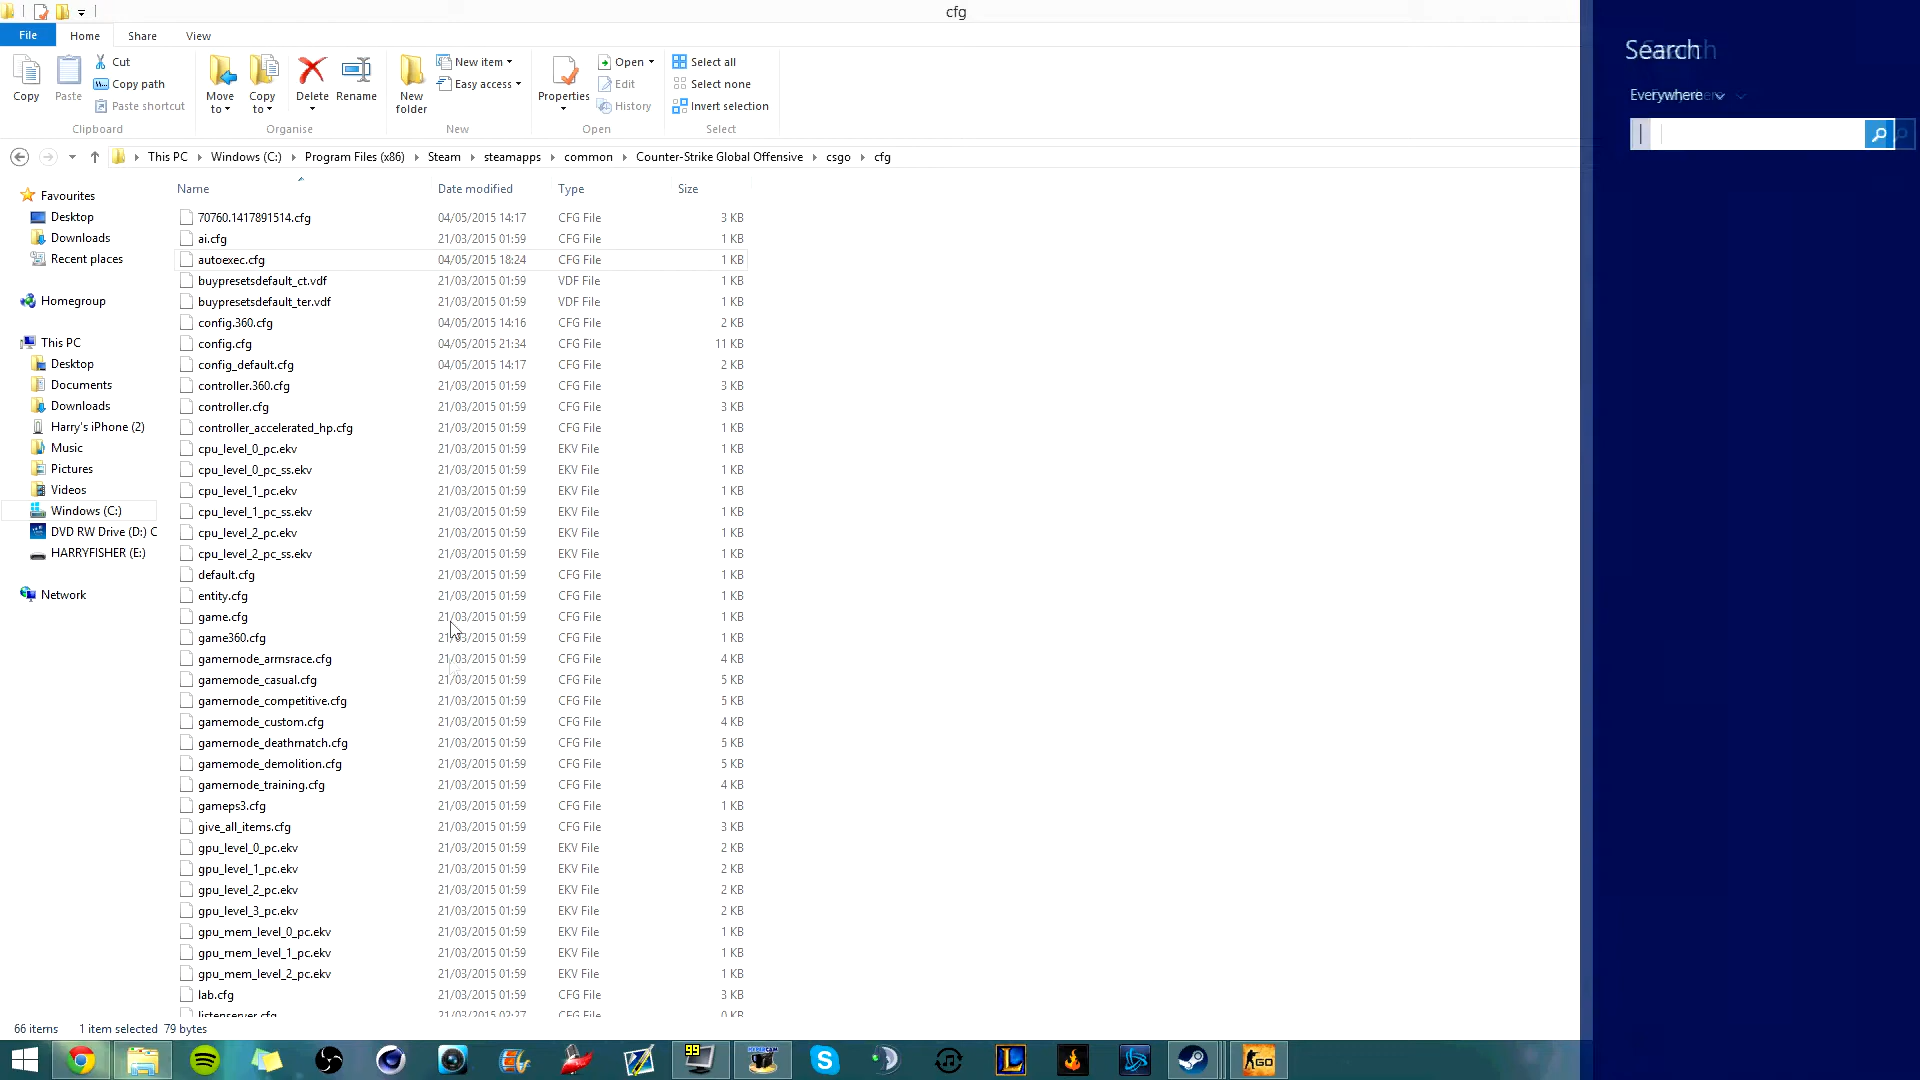 cfg
File Home Share View
Copy
Paste
Cut
Copy path
Paste shortcut
Clipboard
Move to
Copy to
Delete
Rename
Organise
New folder
New item
Easy access
New
Properties
Open
Edit
History
Open
Select all
Select none
Invert selection
Select
This PC Windows (C:) Program Files (x86) Steam steamapps common Counter-Strike Global Offensive csgo cfg
Favourites
Desktop
Downloads
Recent places
Homegroup
This PC
Desktop
Documents
Downloads
Harry's iPhone (2)
Music
Pictures
Videos
Windows (C:)
DVD RW Drive (D:) C
HARRYFISHER (E:)
Network
Name Date modified Type Size
70760.1417891514.cfg 04/05/2015 14:17 CFG File 3 KB
ai.cfg 21/03/2015 01:59 CFG File 1 KB
autoexec.cfg 04/05/2015 18:24 CFG File 1 KB
buypresetsdefault_ct.vdf 21/03/2015 01:59 VDF File 1 KB
buypresetsdefault_ter.vdf 21/03/2015 01:59 VDF File 1 KB
config.360.cfg 04/05/2015 14:16 CFG File 2 KB
config.cfg 04/05/2015 21:34 CFG File 11 KB
config_default.cfg 04/05/2015 14:17 CFG File 2 KB
controller.360.cfg 21/03/2015 01:59 CFG File 3 KB
controller.cfg 21/03/2015 01:59 CFG File 3 KB
controller_accelerated_hp.cfg 21/03/2015 01:59 CFG File 1 KB
cpu_level_0_pc.ekv 21/03/2015 01:59 EKV File 1 KB
cpu_level_0_pc_ss.ekv 21/03/2015 01:59 EKV File 1 KB
cpu_level_1_pc.ekv 21/03/2015 01:59 EKV File 1 KB
cpu_level_1_pc_ss.ekv 21/03/2015 01:59 EKV File 1 KB
cpu_level_2_pc.ekv 21/03/2015 01:59 EKV File 1 KB
cpu_level_2_pc_ss.ekv 21/03/2015 01:59 EKV File 1 KB
default.cfg 21/03/2015 01:59 CFG File 1 KB
entity.cfg 21/03/2015 01:59 CFG File 1 KB
game.cfg 21/03/2015 01:59 CFG File 1 KB
game360.cfg 21/03/2015 01:59 CFG File 1 KB
gamemode_armsrace.cfg 21/03/2015 01:59 CFG File 4 KB
gamemode_casual.cfg 21/03/2015 01:59 CFG File 5 KB
gamemode_competitive.cfg 21/03/2015 01:59 CFG File 5 KB
gamemode_custom.cfg 21/03/2015 01:59 CFG File 4 KB
gamemode_deathmatch.cfg 21/03/2015 01:59 CFG File 5 KB
gamemode_demolition.cfg 21/03/2015 01:59 CFG File 5 KB
gamemode_training.cfg 21/03/2015 01:59 CFG File 4 KB
gameps3.cfg 21/03/2015 01:59 CFG File 1 KB
give_all_items.cfg 21/03/2015 01:59 CFG File 3 KB
gpu_level_0_pc.ekv 21/03/2015 01:59 EKV File 2 KB
gpu_level_1_pc.ekv 21/03/2015 01:59 EKV File 2 KB
gpu_level_2_pc.ekv 21/03/2015 01:59 EKV File 2 KB
gpu_level_3_pc.ekv 21/03/2015 01:59 EKV File 2 KB
gpu_mem_level_0_pc.ekv 21/03/2015 01:59 EKV File 1 KB
gpu_mem_level_1_pc.ekv 21/03/2015 01:59 EKV File 1 KB
gpu_mem_level_2_pc.ekv 21/03/2015 01:59 EKV File 1 KB
lab.cfg 21/03/2015 01:59 CFG File 3 KB
listenserver.cfg 21/03/2015 02:27 CFG File 0 KB
66 items 1 item selected 79 bytes
Search
Everywhere
99
GO